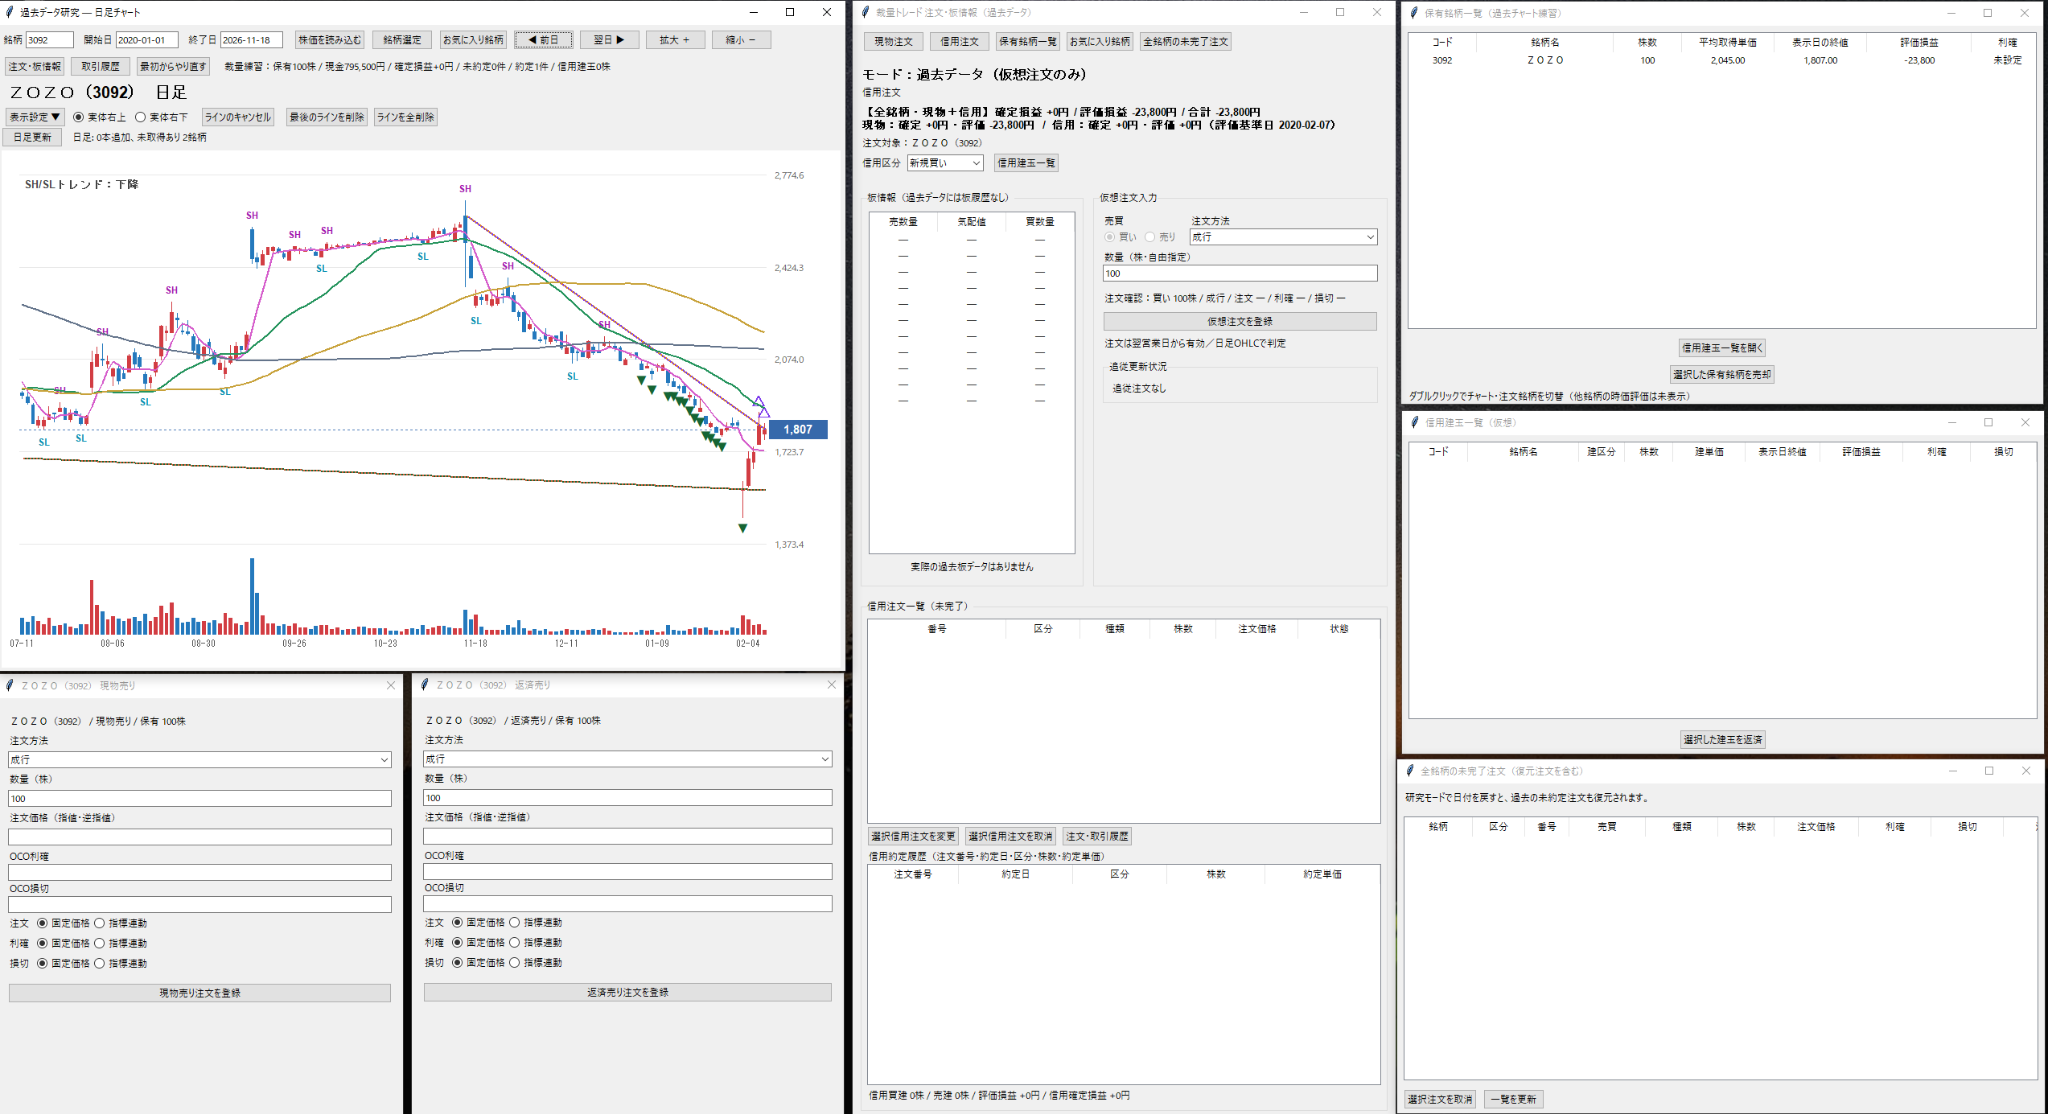 過去データ研究 — 日足チャート
銘柄 3092 開始日 2020-01-01 終了日 2026-11-18 株価を読み込む 銘柄選定 お気に入り銘柄 ◀ 前日 翌日 ▶ 拡大 ＋ 縮小 －
注文・板情報 取引履歴 最初からやり直す 裁量練習：保有100株 / 現金795,500円 / 確定損益+0円 / 未約定0件 / 約定1件 / 信用建玉0株
ＺＯＺＯ（3092） 日足
表示設定 ▼ 実体右上 実体右下 ラインのキャンセル 最後のラインを削除 ラインを全削除
日足更新 日足: 0本追加、未取得あり 2銘柄
SH/SLトレンド：下降
2,774.6
SH
SH
SH
SH
SL
SL
2,424.3
SH
SH
SL
SH
SH
2,074.0
SL
SH
SL
SL
1,807
SL
SL
1,723.7
1,373.4
07-11 08-06 08-30 09-26 10-23 11-18 12-11 01-09 02-04
ＺＯＺＯ（3092） 現物売り
ＺＯＺＯ（3092） / 現物売り / 保有 100株
注文方法
成行
数量（株）
100
注文価格（指値・逆指値）
OCO利確
OCO損切
注文 固定価格 指標連動
利確 固定価格 指標連動
損切 固定価格 指標連動
現物売り注文を登録
ＺＯＺＯ（3092） 返済売り
ＺＯＺＯ（3092） / 返済売り / 保有 100株
注文方法
成行
数量（株）
100
注文価格（指値・逆指値）
OCO利確
OCO損切
注文 固定価格 指標連動
利確 固定価格 指標連動
損切 固定価格 指標連動
返済売り注文を登録
裁量トレード 注文・板情報（過去データ）
現物注文 信用注文 保有銘柄一覧 お気に入り銘柄 全銘柄の未完了注文
モード：過去データ（仮想注文のみ）
信用注文
【全銘柄・現物＋信用】確定損益 +0円 / 評価損益 -23,800円 / 合計 -23,800円
現物：確定 +0円・評価 -23,800円 / 信用：確定 +0円・評価 +0円（評価基準日 2020-02-07）
注文対象：ＺＯＺＯ（3092）
信用区分 新規買い 信用建玉一覧
板情報（過去データには板履歴なし）
売数量 気配値 買数量
— — —
— — —
— — —
— — —
— — —
— — —
— — —
— — —
— — —
— — —
— — —
実際の過去板データはありません
仮想注文入力
売買 注文方法
買い 売り 成行
数量（株・自由指定）
100
注文確認：買い 100株 / 成行 / 注文 — / 利確 — / 損切 —
仮想注文を登録
注文は翌営業日から有効／日足OHLCで判定
追従更新状況
追従注文なし
信用注文一覧（未完了）
番号 区分 種類 株数 注文価格 状態
選択信用注文を変更 選択信用注文を取消 注文・取引履歴
信用約定履歴（注文番号・約定日・区分・株数・約定単価）
注文番号 約定日 区分 株数 約定単価
信用買建 0株 / 売建 0株 / 評価損益 +0円 / 信用確定損益 +0円
保有銘柄一覧（過去チャート練習）
コード 銘柄名 株数 平均取得単価 表示日の終値 評価損益 利確
3092 ＺＯＺＯ 100 2,045.00 1,807.00 -23,800 未設定
信用建玉一覧を開く
選択した保有銘柄を売却
ダブルクリックでチャート・注文銘柄を切替（他銘柄の時価評価は未表示）
信用建玉一覧（仮想）
コード 銘柄名 建区分 株数 建単価 表示日終値 評価損益 利確 損切
選択した建玉を返済
全銘柄の未完了注文（復元注文を含む）
研究モードで日付を戻すと、過去の未約定注文も復元されます。
銘柄 区分 番号 売買 種類 株数 注文価格 利確 損切
選択注文を取消 一覧を更新